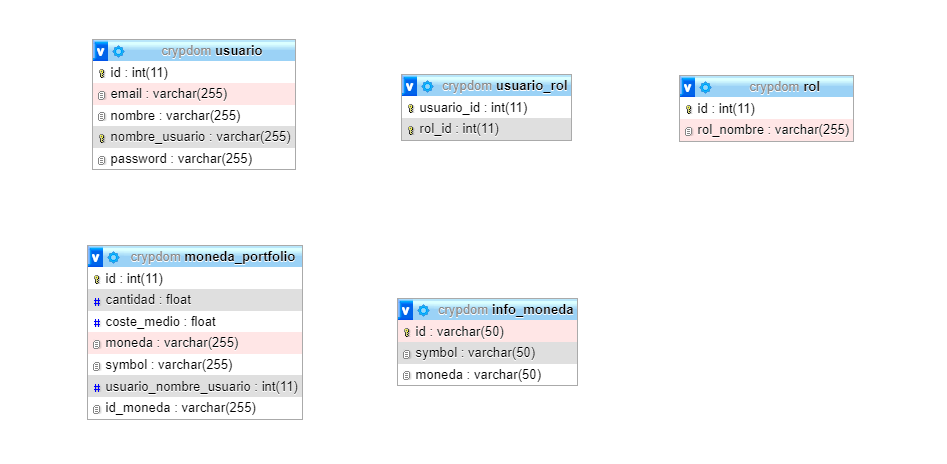 v crypdom usuario
id : int(11)
email : varchar(255)
nombre : varchar(255)
nombre_usuario : varchar(255)
password : varchar(255)
v crypdom usuario_rol
usuario_id : int(11)
rol_id : int(11)
v crypdom rol
id : int(11)
rol_nombre : varchar(255)
v crypdom moneda_portfolio
id : int(11)
# cantidad : float
# coste_medio : float
moneda : varchar(255)
symbol : varchar(255)
# usuario_nombre_usuario : int(11)
id_moneda : varchar(255)
v crypdom info_moneda
id : varchar(50)
symbol : varchar(50)
moneda : varchar(50)